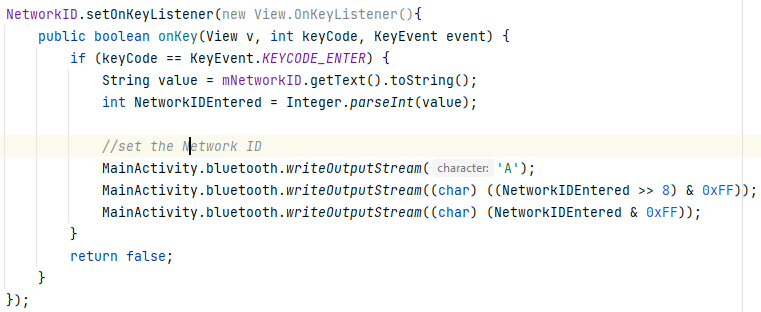 NetworkID.setOnKeyListener(new View.OnKeyListener(){
    public boolean onKey(View v, int keyCode, KeyEvent event) {
        if (keyCode == KeyEvent.KEYCODE_ENTER) {
            String value = mNetworkID.getText().toString();
            int NetworkIDEntered = Integer.parseInt(value);

            //set the Network ID
            MainActivity.bluetooth.writeOutputStream( character: 'A');
            MainActivity.bluetooth.writeOutputStream((char) ((NetworkIDEntered >> 8) & 0xFF));
            MainActivity.bluetooth.writeOutputStream((char) (NetworkIDEntered & 0xFF));
        }
        return false;
    }
});